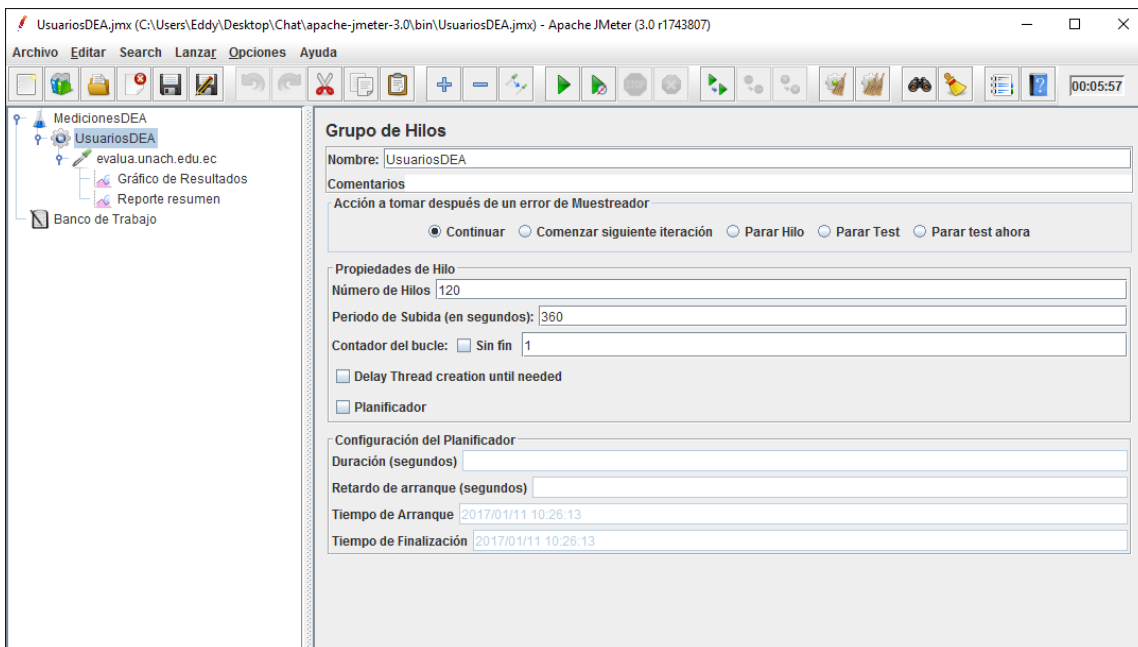 UsuariosDEA.jmx (C:\Users\Eddy\Desktop\Chat\apache-jmeter-3.0\bin\UsuariosDEA.jmx) - Apache JMeter (3.0 r1743807)
Archivo Editar Search Lanzar Opciones Ayuda
00:05:57
MedicionesDEA
UsuariosDEA
evalua.unach.edu.ec
Gráfico de Resultados
Reporte resumen
Banco de Trabajo
Grupo de Hilos
Nombre: UsuariosDEA
Comentarios
Acción a tomar después de un error de Muestreador
Continuar Comenzar siguiente iteración Parar Hilo Parar Test Parar test ahora
Propiedades de Hilo
Número de Hilos 120
Periodo de Subida (en segundos): 360
Contador del bucle: Sin fin 1
Delay Thread creation until needed
Planificador
Configuración del Planificador
Duración (segundos)
Retardo de arranque (segundos)
Tiempo de Arranque 2017/01/11 10:26:13
Tiempo de Finalización 2017/01/11 10:26:13